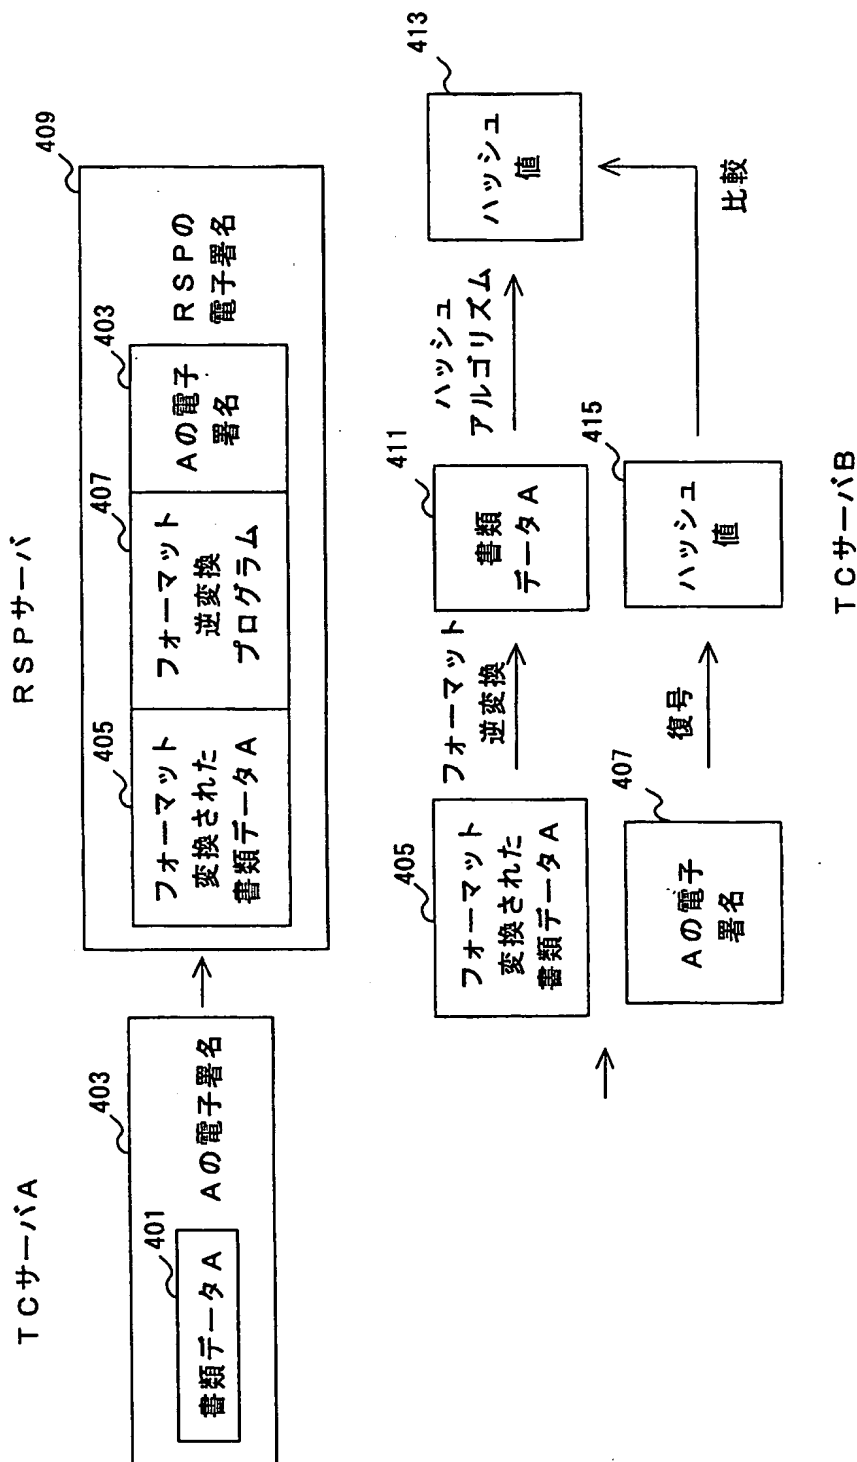 TCサーバA
403
401
書類データA
Aの電子署名
RSPサーバ
409
405
フォーマット
変換された
書類データA
407
フォーマット
逆変換
プログラム
403
Aの電子
署名
RSPの
電子署名
405
フォーマット
変換された
書類データA
フォーマット
逆変換
411
書類
データA
ハッシュ
アルゴリズム
413
ハッシュ
値
407
Aの電子
署名
復号
415
ハッシュ
値
比較
TCサーバB